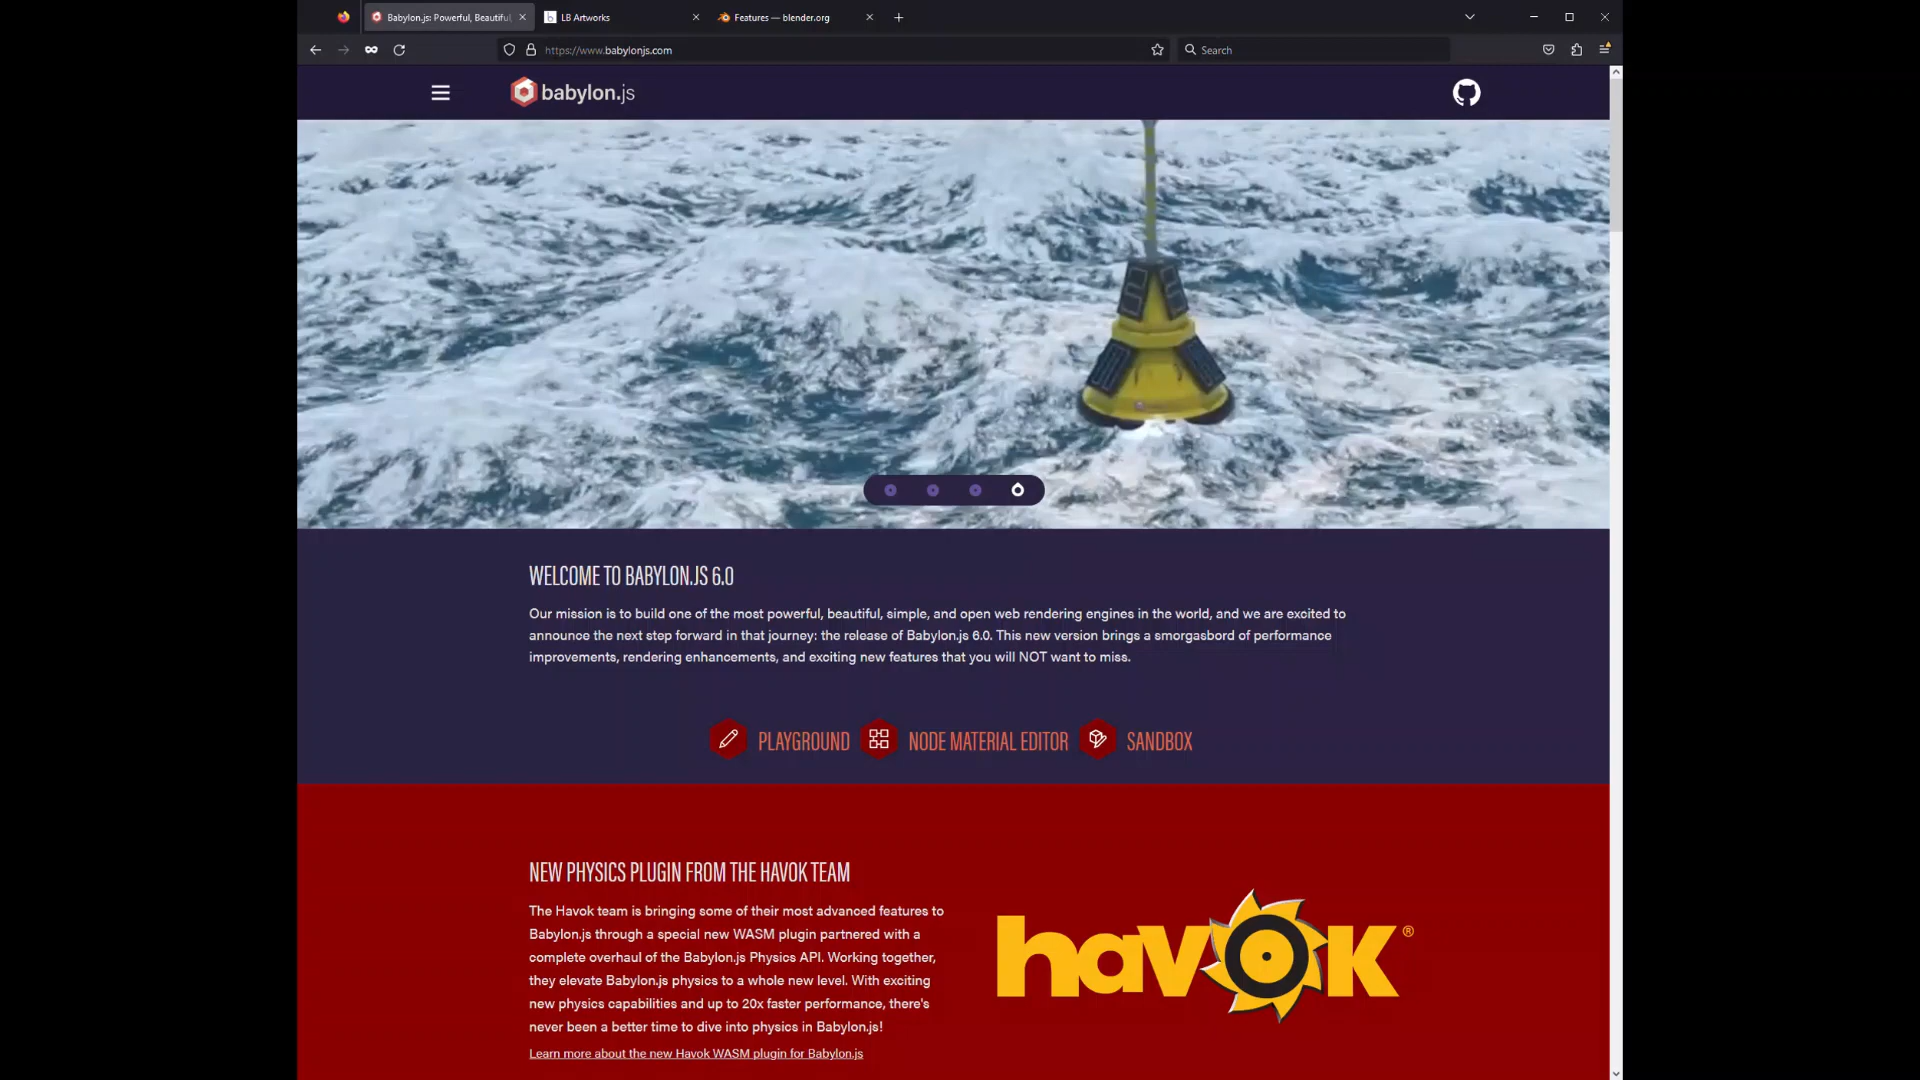 Babylon.js: Powerful, Beautiful,
LB Artworks
Features — blender.org
https://www.babylonjs.com
Search
babylon.js
WELCOME TO BABYLON.JS 6.0
Our mission is to build one of the most powerful, beautiful, simple, and open web rendering engines in the world, and we are excited to
announce the next step forward in that journey: the release of Babylon.js 6.0. This new version brings a smorgasbord of performance
improvements, rendering enhancements, and exciting new features that you will NOT want to miss.
PLAYGROUND
NODE MATERIAL EDITOR
SANDBOX
NEW PHYSICS PLUGIN FROM THE HAVOK TEAM
The Havok team is bringing some of their most advanced features to
Babylon.js through a special new WASM plugin partnered with a
complete overhaul of the Babylon.js Physics API. Working together,
they elevate Babylon.js physics to a whole new level. With exciting
new physics capabilities and up to 20x faster performance, there's
never been a better time to dive into physics in Babylon.js!
Learn more about the new Havok WASM plugin for Babylon.js
havok®